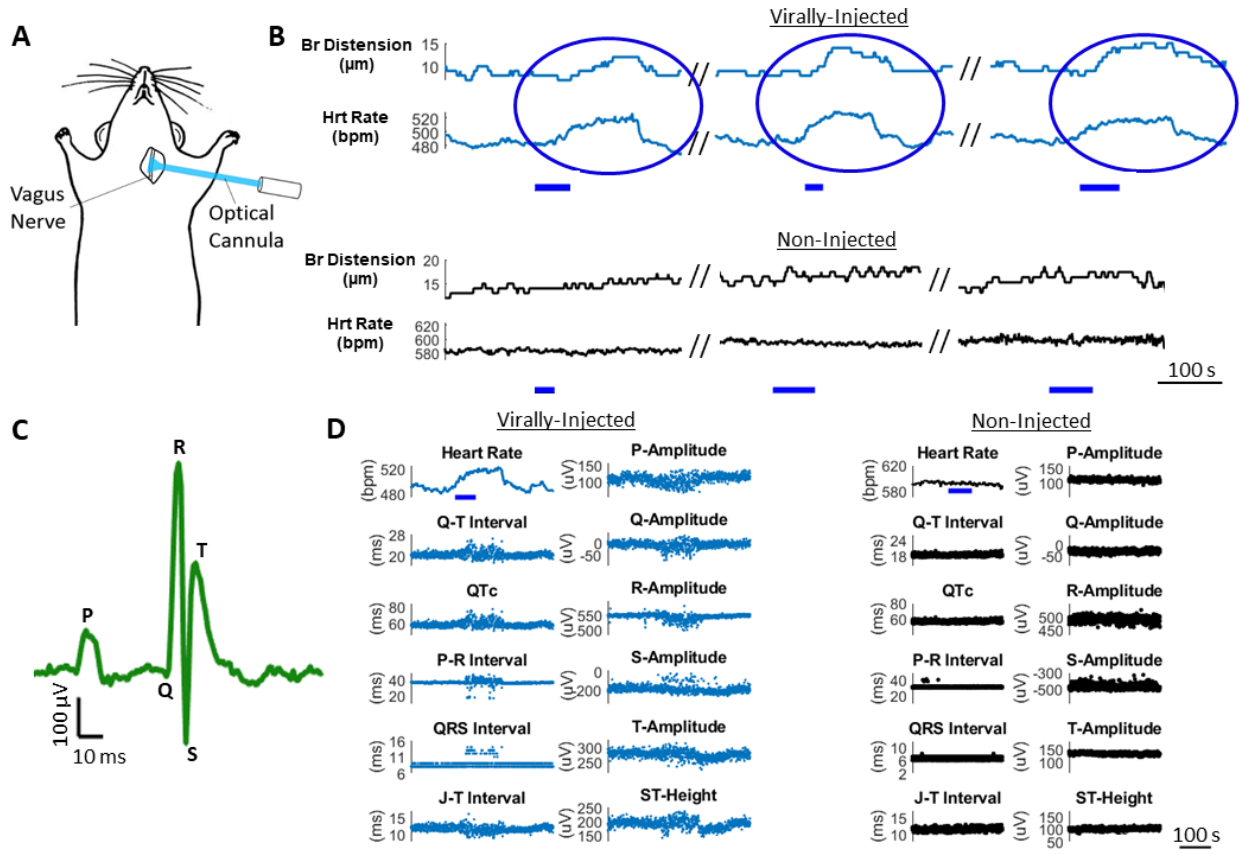 A
Vagus
Nerve
Optical
Cannula
B
Virally-Injected
Br Distension
(µm)
15
10
//
//
Hrt Rate
(bpm)
520
500
480
//
//
Non-Injected
Br Distension
(µm)
20
15
//
//
Hrt Rate
(bpm)
620
600
580
//
//
100 s
C
R
T
P
Q
S
100 µV
10 ms
D
Virally-Injected
Heart Rate
(bpm)
520
480
P-Amplitude
(uV)
150
100
Q-T Interval
(ms)
28
20
Q-Amplitude
(uV)
0
-50
QTc
(ms)
80
60
R-Amplitude
(uV)
550
500
P-R Interval
(ms)
40
20
S-Amplitude
(uV)
0
-200
QRS Interval
(ms)
16
11
6
T-Amplitude
(uV)
300
250
J-T Interval
(ms)
15
10
ST-Height
(uV)
250
200
150
Non-Injected
Heart Rate
(bpm)
620
580
P-Amplitude
(uV)
150
100
Q-T Interval
(ms)
24
18
Q-Amplitude
(uV)
0
-50
QTc
(ms)
80
60
R-Amplitude
(uV)
500
450
P-R Interval
(ms)
40
20
S-Amplitude
(uV)
-300
-500
QRS Interval
(ms)
10
6
2
T-Amplitude
(uV)
150
100
J-T Interval
(ms)
15
10
ST-Height
(uV)
150
100
50
100 s